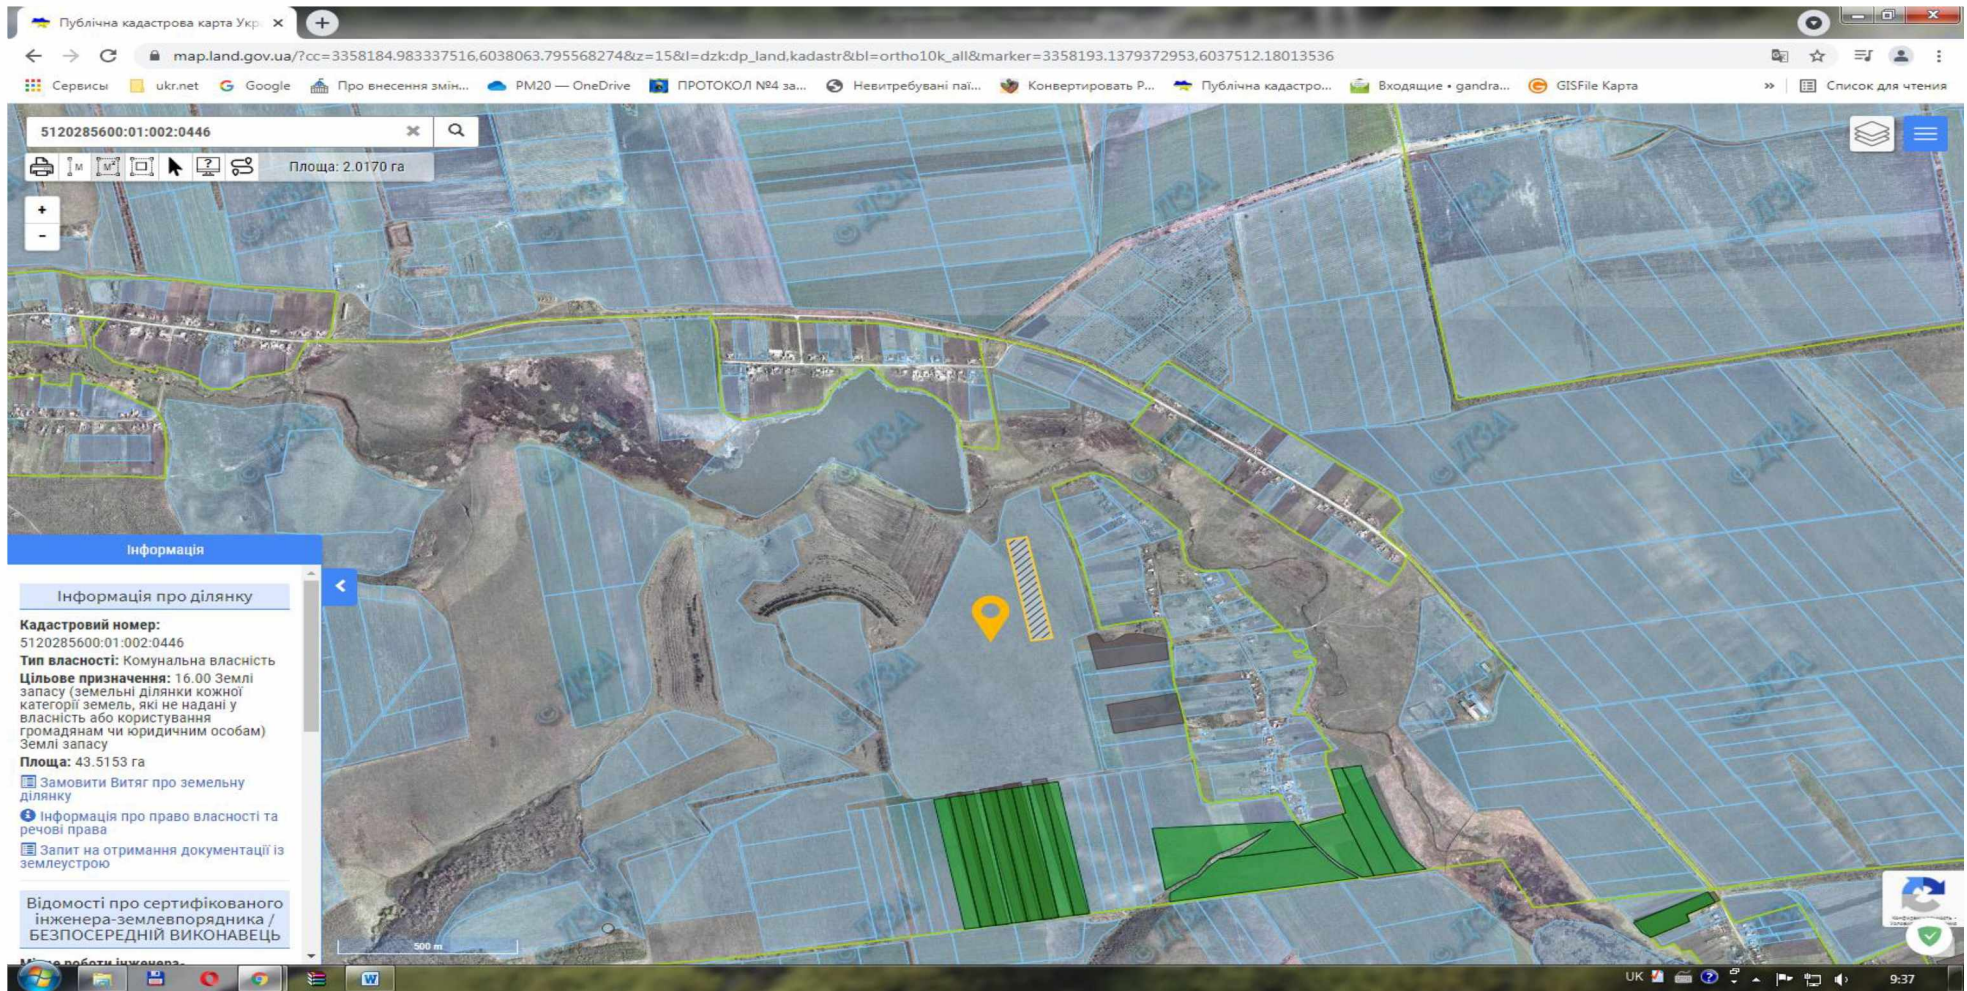 Публічна кадастрова карта Укр
map.land.gov.ua/?cc=3358184.983337516,6038063.795568274&z=15&l=dzk:dp_land,kadastr&bl=ortho10k_all&marker=3358193.1379372953,6037512.18013536
Сервисы ukr.net Google Про внесення змін... PM20 — OneDrive ПРОТОКОЛ №4 за... Невитребувані паї... Конвертировать P... Публічна кадастро... Входящие • gandra... GISFile Карта » Список для чтения
5120285600:01:002:0446
М М² Площа: 2.0170 га
+
-
© ДЗА
Інформація
Інформація про ділянку
Кадастровий номер:
5120285600:01:002:0446
Тип власності: Комунальна власність
Цільове призначення: 16.00 Землі
запасу (земельні ділянки кожної
категорії земель, які не надані у
власність або користування
громадянам чи юридичним особам)
Землі запасу
Площа: 43.5153 га
Замовити Витяг про земельну
ділянку
Інформація про право власності та
речові права
Запит на отримання документації із
землеустрою
Відомості про сертифікованого
інженера-землевпорядника /
БЕЗПОСЕРЕДНІЙ ВИКОНАВЕЦЬ
Місце роботи інженера-
500 m
UK 9:37